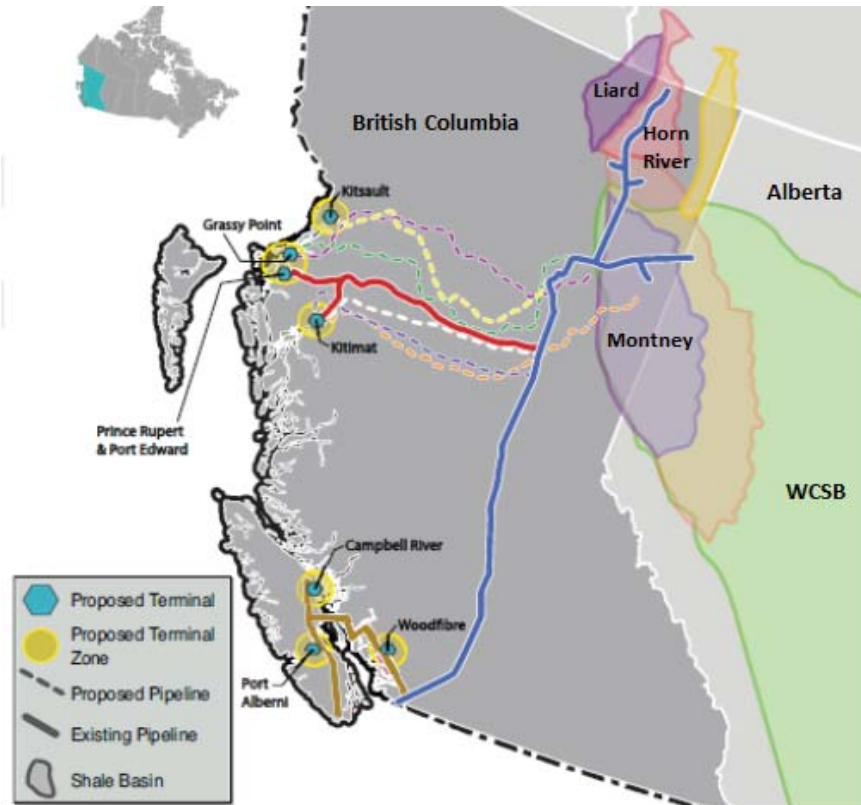 British Columbia
Liard
Horn
River
Alberta
Kitsault
Grassy Point
Montney
Kitimat
Prince Rupert
& Port Edward
WCSB
Campbell River
Woodfibre
Port
Alberni
Proposed Terminal
Proposed Terminal
Zone
Proposed Pipeline
Existing Pipeline
Shale Basin